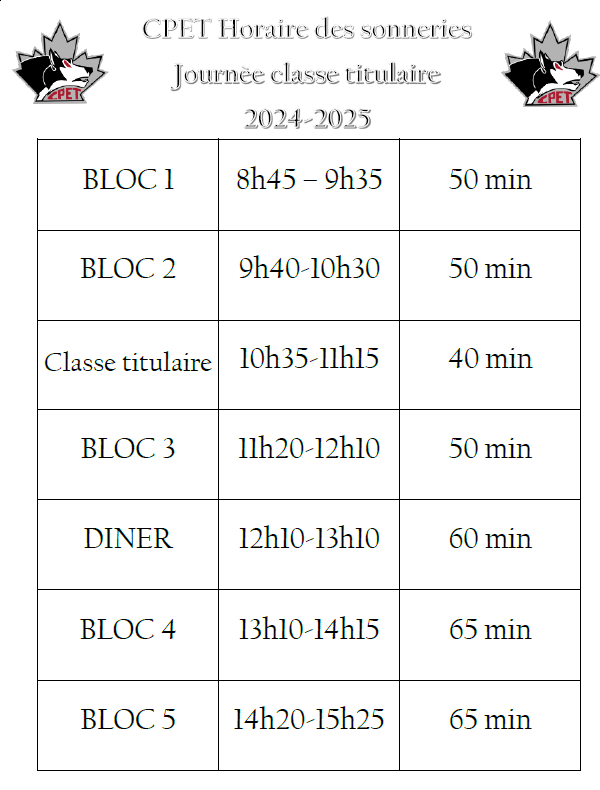 CPET Horaire des sonneries
Journèe classe titulaire
2024-2025
CPET
CPET
BLOC 1 8h45 – 9h35 50 min
BLOC 2 9h40-10h30 50 min
Classe titulaire 10h35-11h15 40 min
BLOC 3 11h20-12h10 50 min
DINER 12h10-13h10 60 min
BLOC 4 13h10-14h15 65 min
BLOC 5 14h20-15h25 65 min